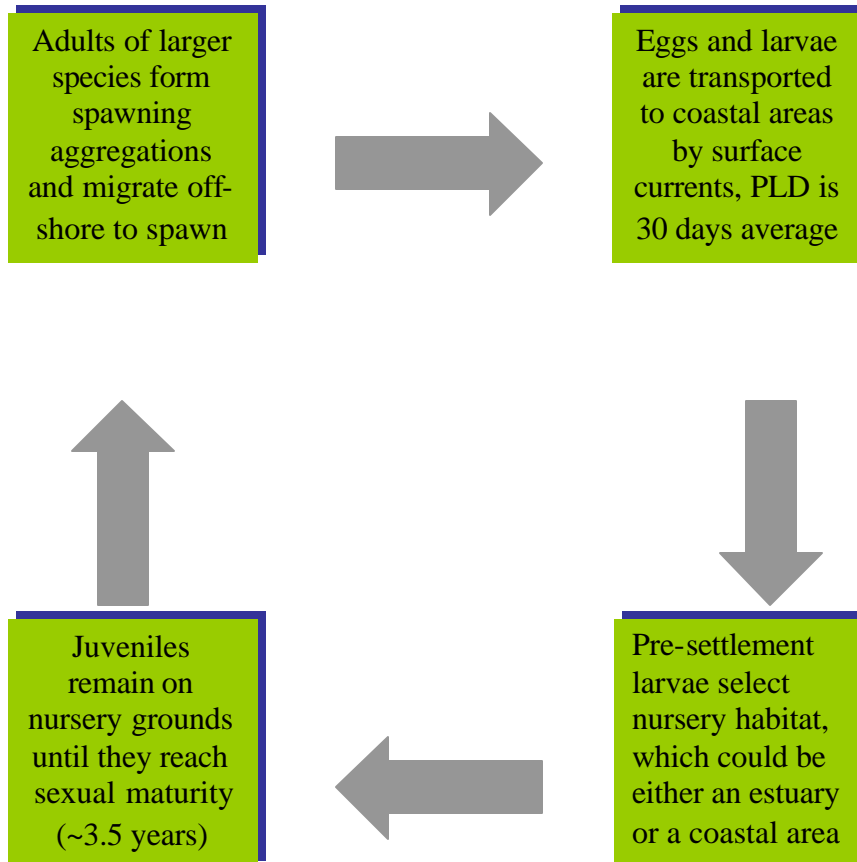 Adults of larger
species form
spawning
aggregations
and migrate off-
shore to spawn
Eggs and larvae
are transported
to coastal areas
by surface
currents, PLD is
30 days average
Pre-settlement
larvae select
nursery habitat,
which could be
either an estuary
or a coastal area
Juveniles
remain on
nursery grounds
until they reach
sexual maturity
(~3.5 years)